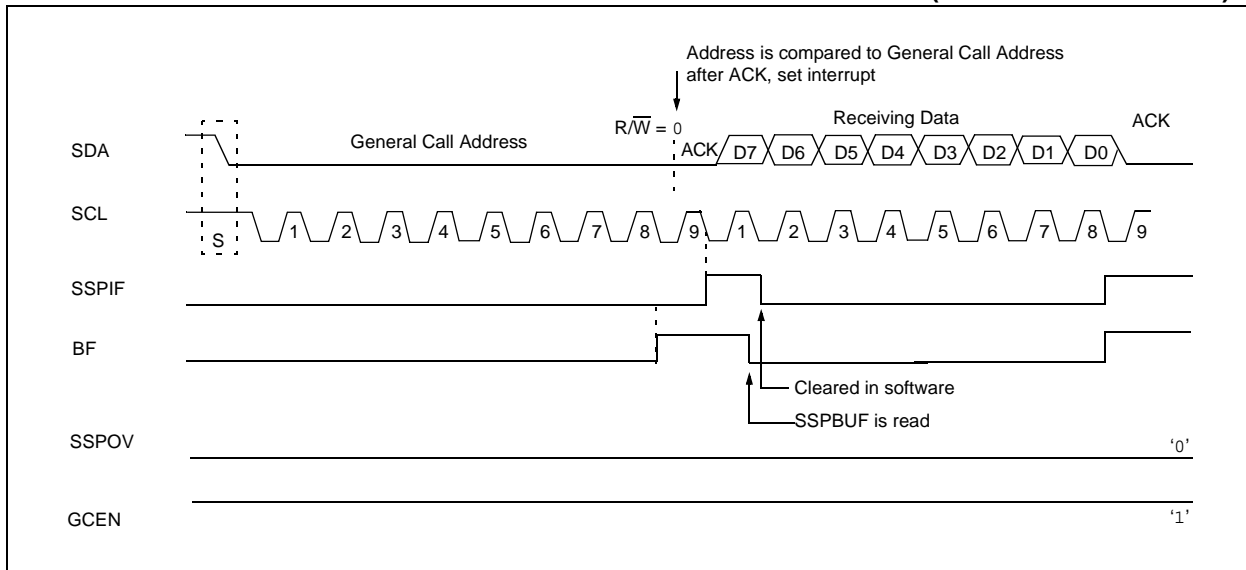 Address is compared to General Call Address
after ACK, set interrupt
R/W = 0
Receiving Data
ACK
SDA
General Call Address
ACK
D7 D6 D5 D4 D3 D2 D1 D0
SCL
S
1 2 3 4 5 6 7 8 9 1 2 3 4 5 6 7 8 9
SSPIF
BF
Cleared in software
SSPBUF is read
SSPOV
‘0’
GCEN
‘1’